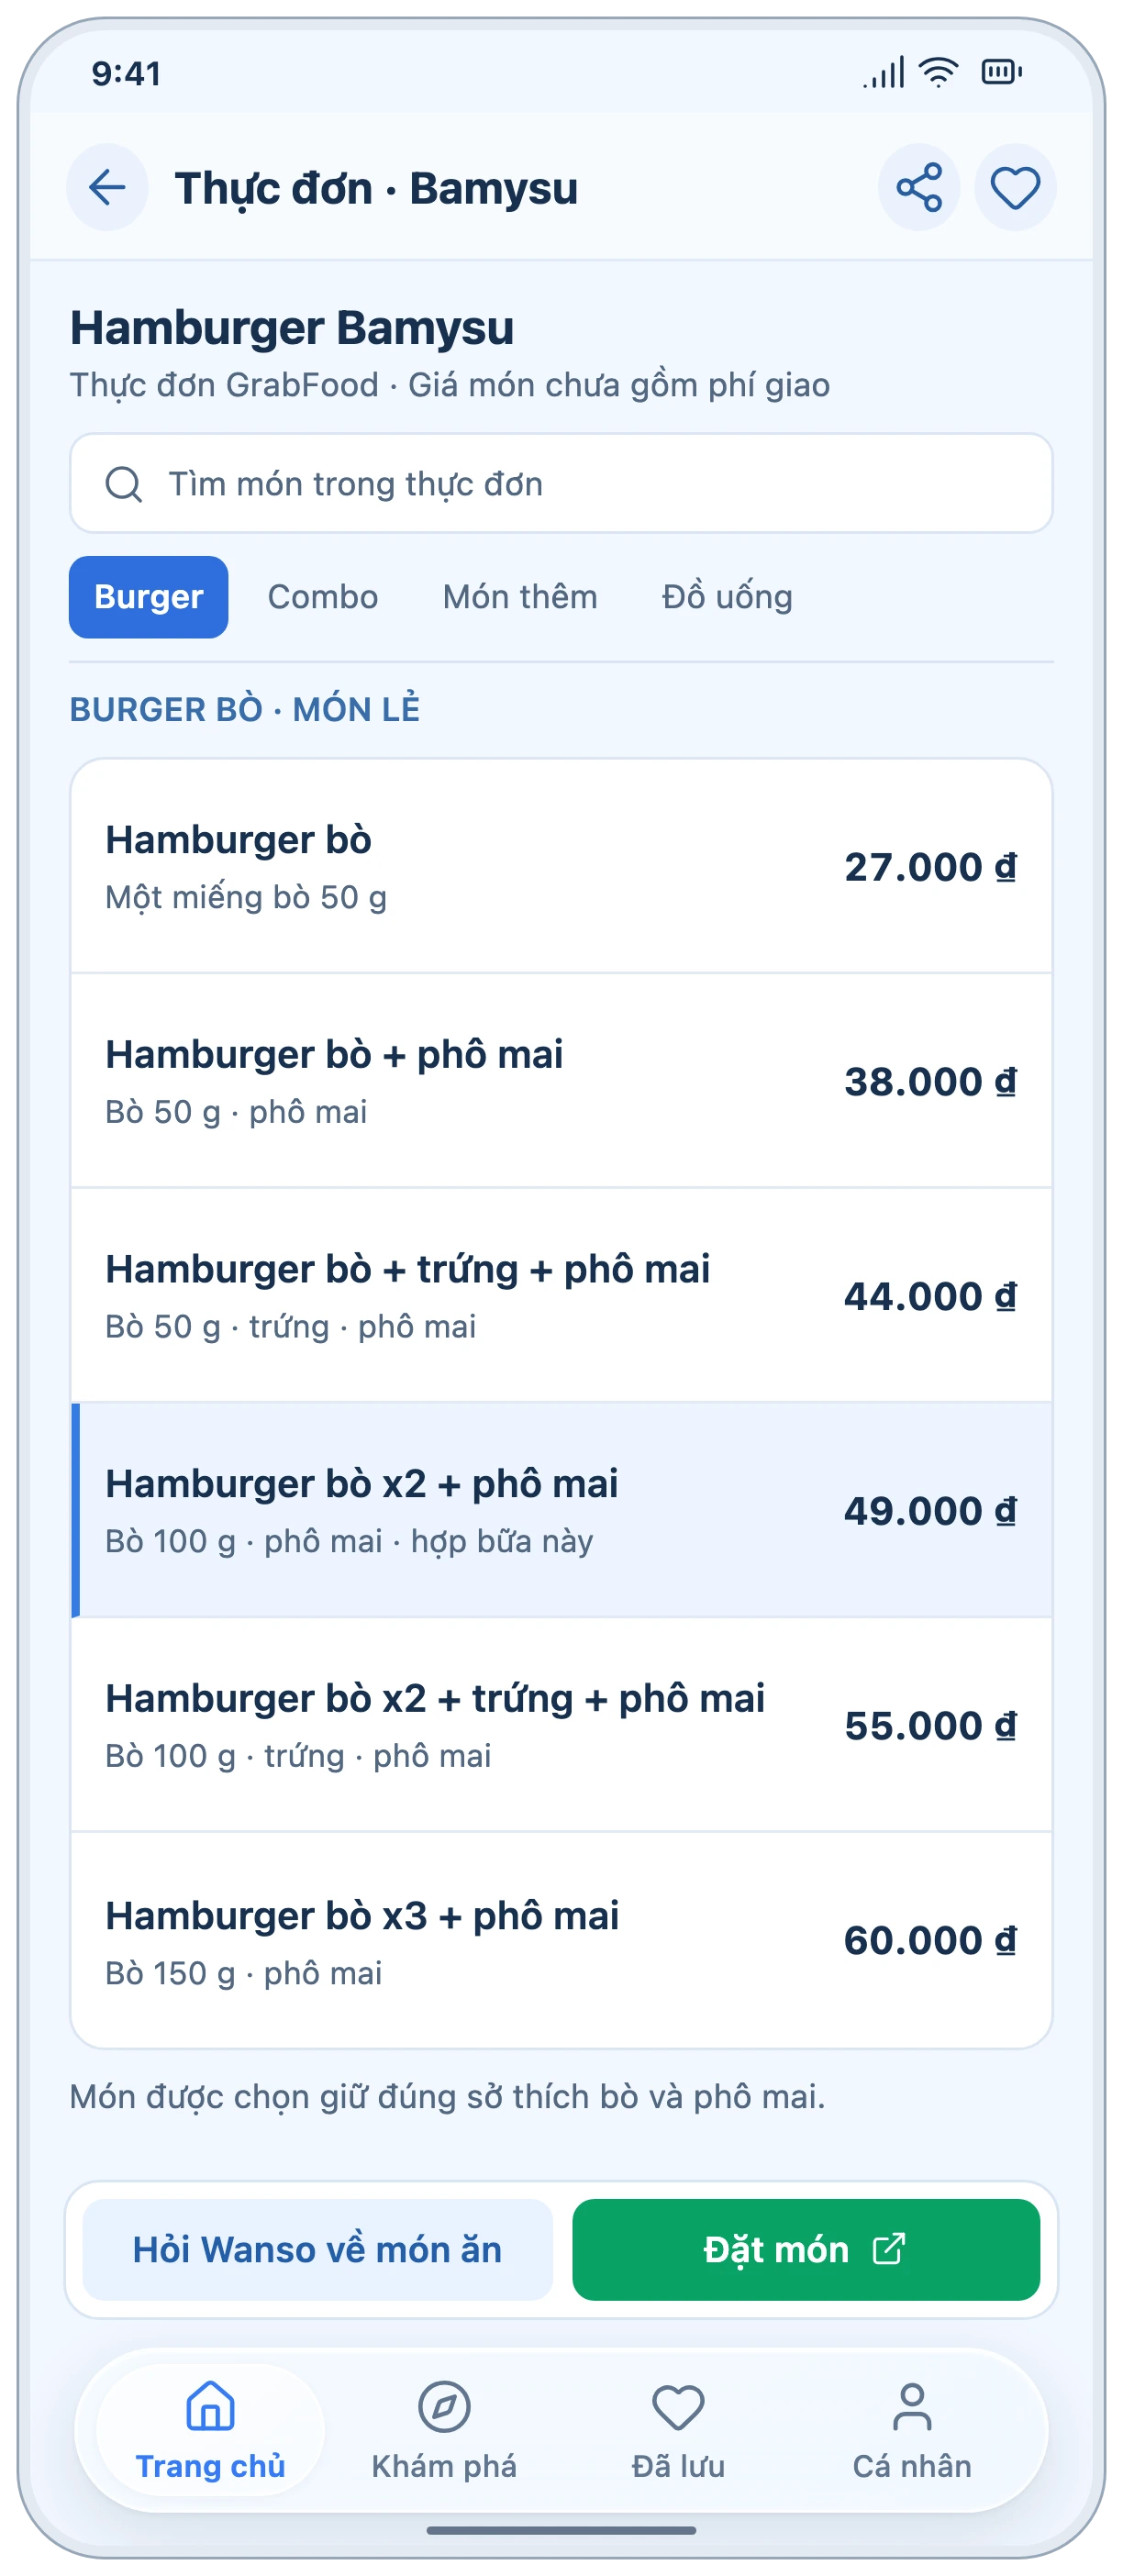 9:41
Thực đơn · Bamysu
Hamburger Bamysu
Thực đơn GrabFood · Giá món chưa gồm phí giao
Tìm món trong thực đơn
Burger Combo Món thêm Đồ uống
BURGER BÒ · MÓN LẺ
Hamburger bò
Một miếng bò 50 g
27.000 ₫
Hamburger bò + phô mai
Bò 50 g · phô mai
38.000 ₫
Hamburger bò + trứng + phô mai
Bò 50 g · trứng · phô mai
44.000 ₫
Hamburger bò x2 + phô mai
Bò 100 g · phô mai · hợp bữa này
49.000 ₫
Hamburger bò x2 + trứng + phô mai
Bò 100 g · trứng · phô mai
55.000 ₫
Hamburger bò x3 + phô mai
Bò 150 g · phô mai
60.000 ₫
Món được chọn giữ đúng sở thích bò và phô mai.
Hỏi Wanso về món ăn Đặt món
Trang chủ Khám phá Đã lưu Cá nhân